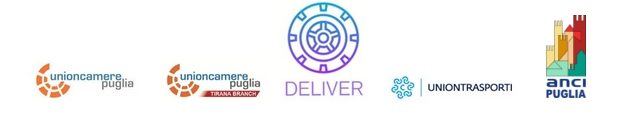 unioncamere
puglia
unioncamere
puglia
TIRANA BRANCH
DELIVER
UNIONTRASPORTI
anci
PUGLIA